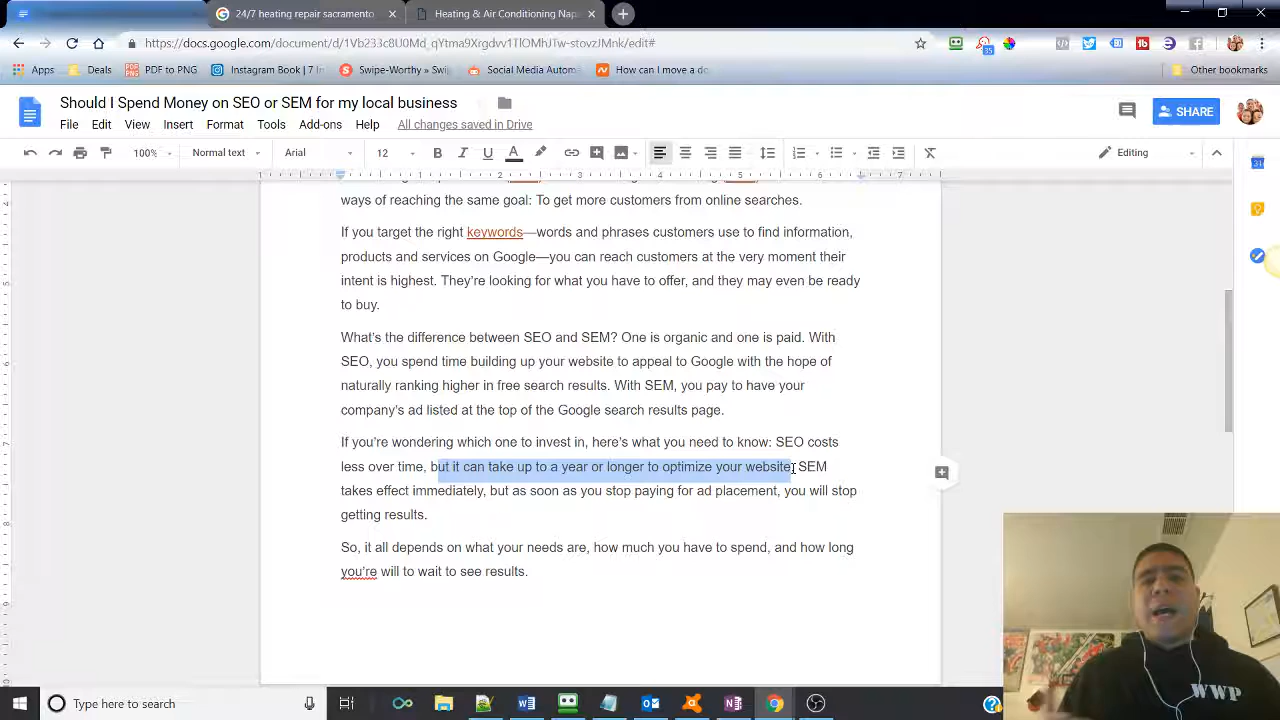 24/7 heating repair sacramento
Heating & Air Conditioning Nap
https://docs.google.com/document/d/1Vb233c8U0Md_qYtma9Xrgdvv1TlOMhJTw-stovzJMnk/edit#
35
Apps
Deals
PDF to PNG
Instagram Book | 7 In
Swipe-Worthy » Swip
Social Media Automa
How can I move a do
Other bookmarks
Should I Spend Money on SEO or SEM for my local business
SHARE
File Edit View Insert Format Tools Add-ons Help All changes saved in Drive
100% Normal text Arial 12 B I U A Editing
1 2 3 4 5 6 7
ways of reaching the same goal: To get more customers from online searches.
If you target the right keywords—words and phrases customers use to find information,
products and services on Google—you can reach customers at the very moment their
intent is highest. They're looking for what you have to offer, and they may even be ready
to buy.
What's the difference between SEO and SEM? One is organic and one is paid. With
SEO, you spend time building up your website to appeal to Google with the hope of
naturally ranking higher in free search results. With SEM, you pay to have your
company's ad listed at the top of the Google search results page.
If you're wondering which one to invest in, here's what you need to know: SEO costs
less over time, but it can take up to a year or longer to optimize your website. SEM
takes effect immediately, but as soon as you stop paying for ad placement, you will stop
getting results.
So, it all depends on what your needs are, how much you have to spend, and how long
you're will to wait to see results.
WWP
Type here to search